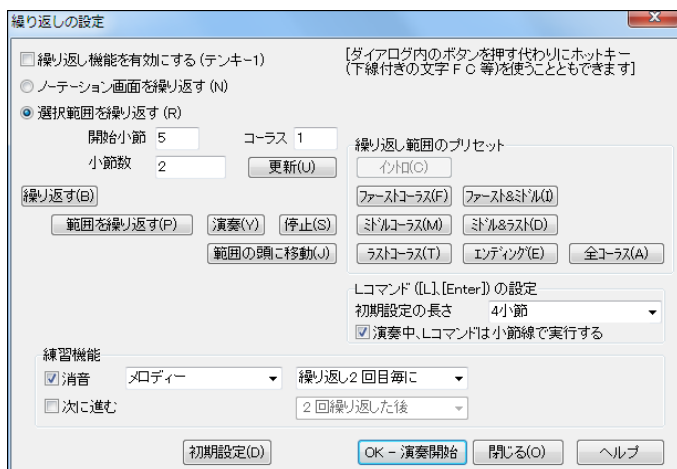 繰り返しの設定
繰り返し機能を有効にする (テンキー1)
[ダイアログ内のボタンを押す代わりにホットキー
(下線付きの文字 F C 等)を使うこともできます]
ノーテーション画面を繰り返す (N)
選択範囲を繰り返す (R)
開始小節 5 コーラス 1
小節数 2 更新(U)
繰り返す(B)
範囲を繰り返す(P) 演奏(Y) 停止(S)
範囲の頭に移動(J)
繰り返し範囲のプリセット
イントロ(C)
ファーストコーラス(F) ファースト&ミドル(I)
ミドルコーラス(M) ミドル&ラスト(D)
ラストコーラス(T) エンディング(E) 全コーラス(A)
Lコマンド ([L]、[Enter]) の設定
初期設定の長さ 4小節
演奏中、Lコマンドは小節線で実行する
練習機能
消音 メロディー 繰り返し2 回目毎に
次に進む 2 回繰り返した後
初期設定(D) OK - 演奏開始 閉じる(O) ヘルプ